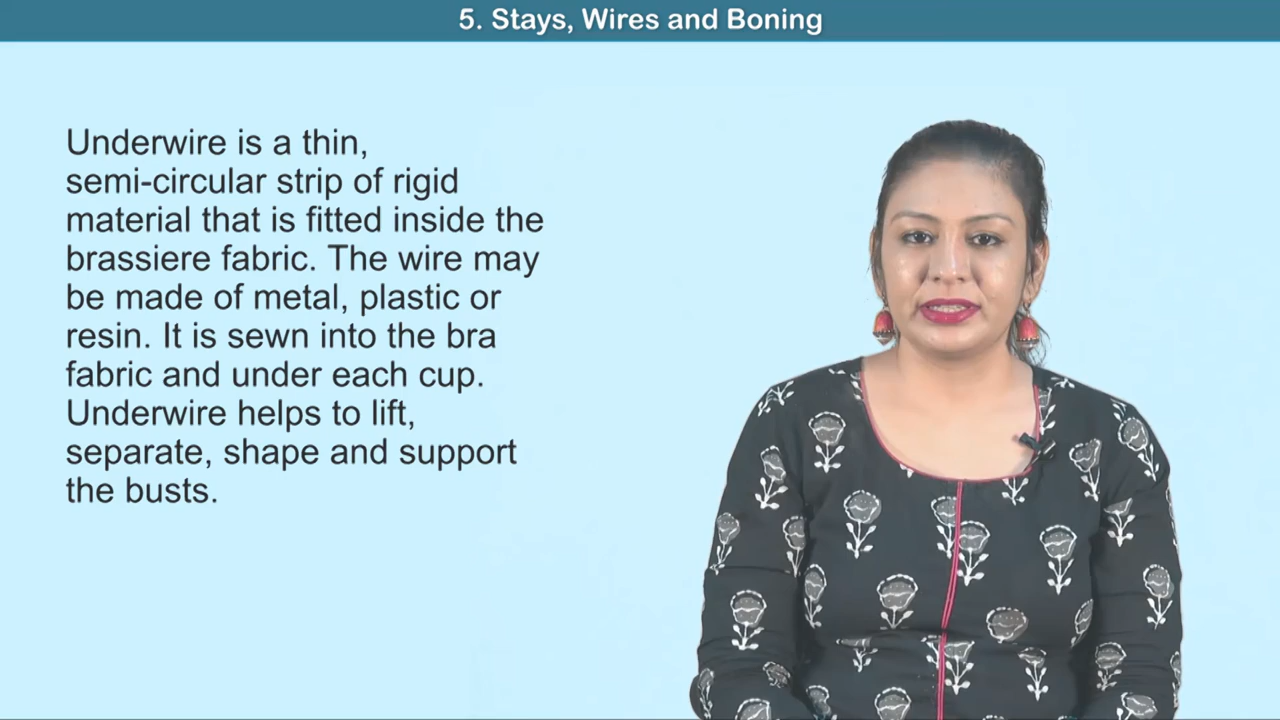 5. Stays, Wires and Boning
Underwire is a thin,
semi-circular strip of rigid
material that is fitted inside the
brassiere fabric. The wire may
be made of metal, plastic or
resin. It is sewn into the bra
fabric and under each cup.
Underwire helps to lift,
separate, shape and support
the busts.